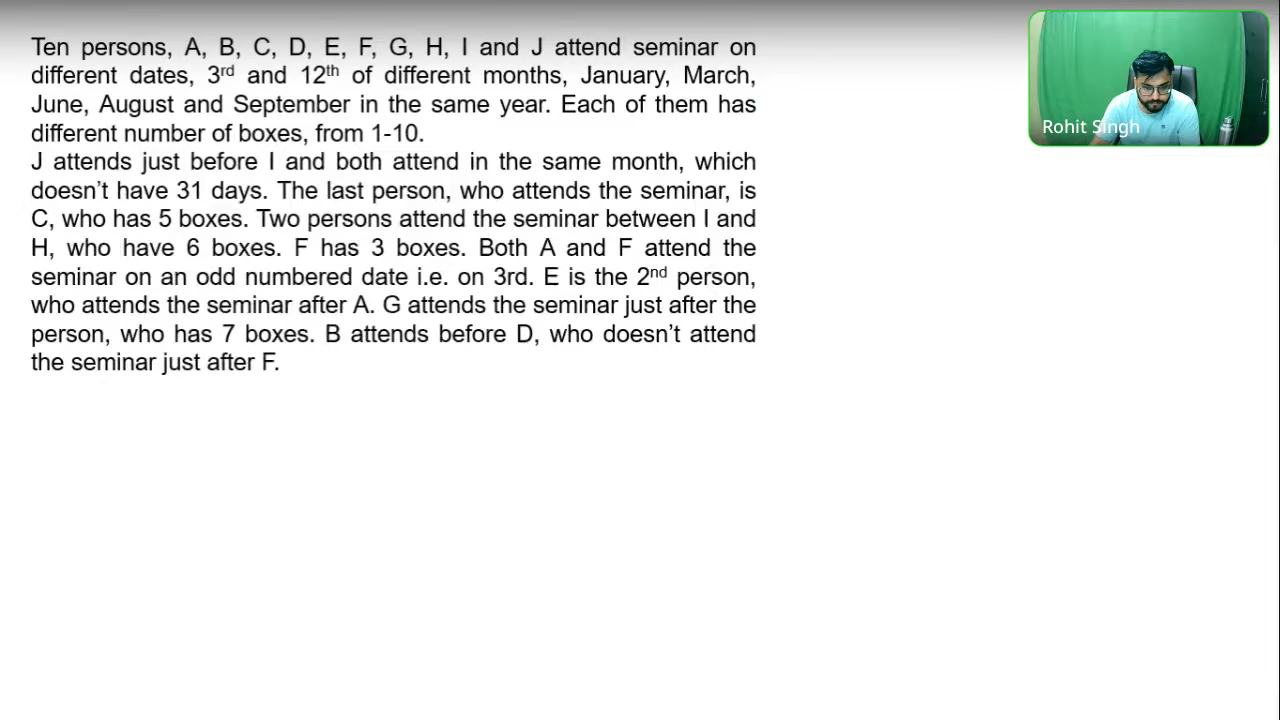 Ten persons, A, B, C, D, E, F, G, H, I and J attend seminar on
different dates, 3rd and 12th of different months, January, March,
June, August and September in the same year. Each of them has
different number of boxes, from 1-10.
J attends just before I and both attend in the same month, which
doesn't have 31 days. The last person, who attends the seminar, is
C, who has 5 boxes. Two persons attend the seminar between I and
H, who have 6 boxes. F has 3 boxes. Both A and F attend the
seminar on an odd numbered date i.e. on 3rd. E is the 2nd person,
who attends the seminar after A. G attends the seminar just after the
person, who has 7 boxes. B attends before D, who doesn't attend
the seminar just after F.
Rohit Singh